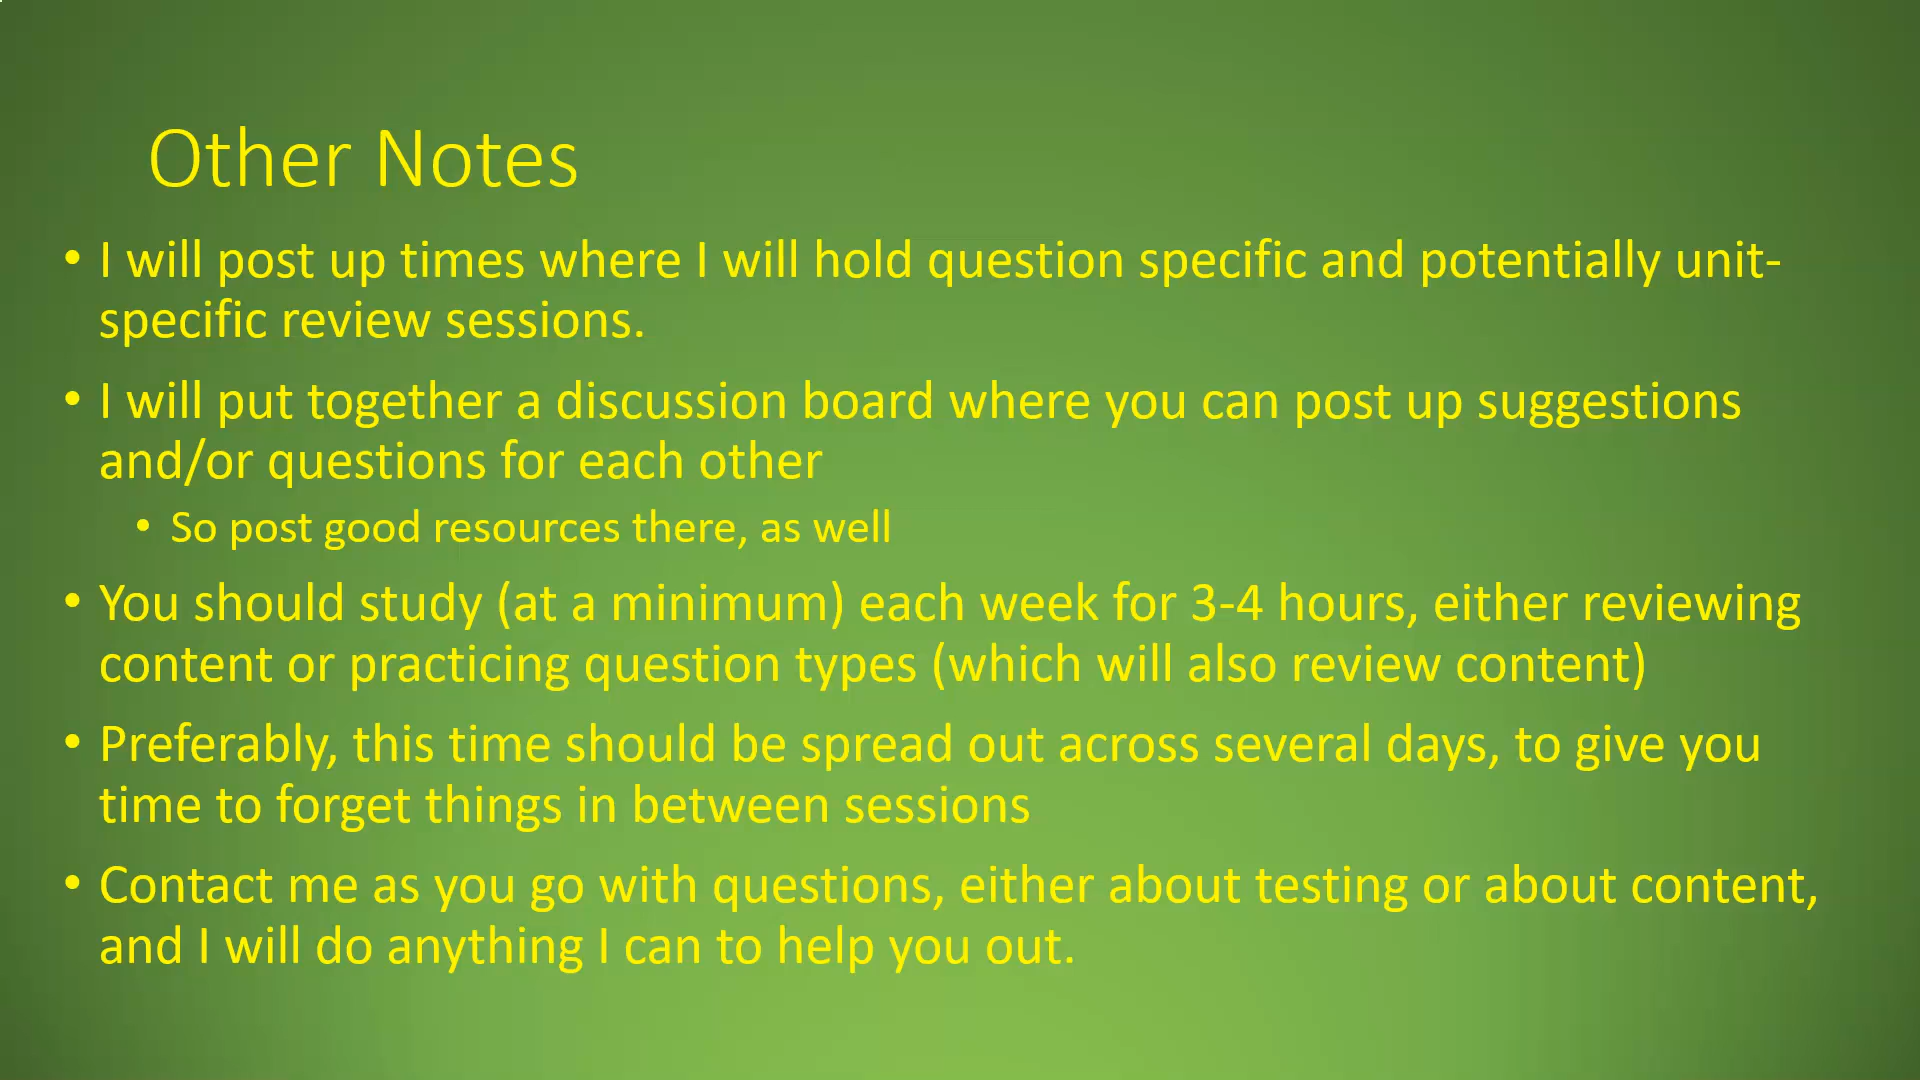 Other Notes
• I will post up times where I will hold question specific and potentially unit-
specific review sessions.
• I will put together a discussion board where you can post up suggestions
and/or questions for each other
• So post good resources there, as well
• You should study (at a minimum) each week for 3-4 hours, either reviewing
content or practicing question types (which will also review content)
• Preferably, this time should be spread out across several days, to give you
time to forget things in between sessions
• Contact me as you go with questions, either about testing or about content,
and I will do anything I can to help you out.